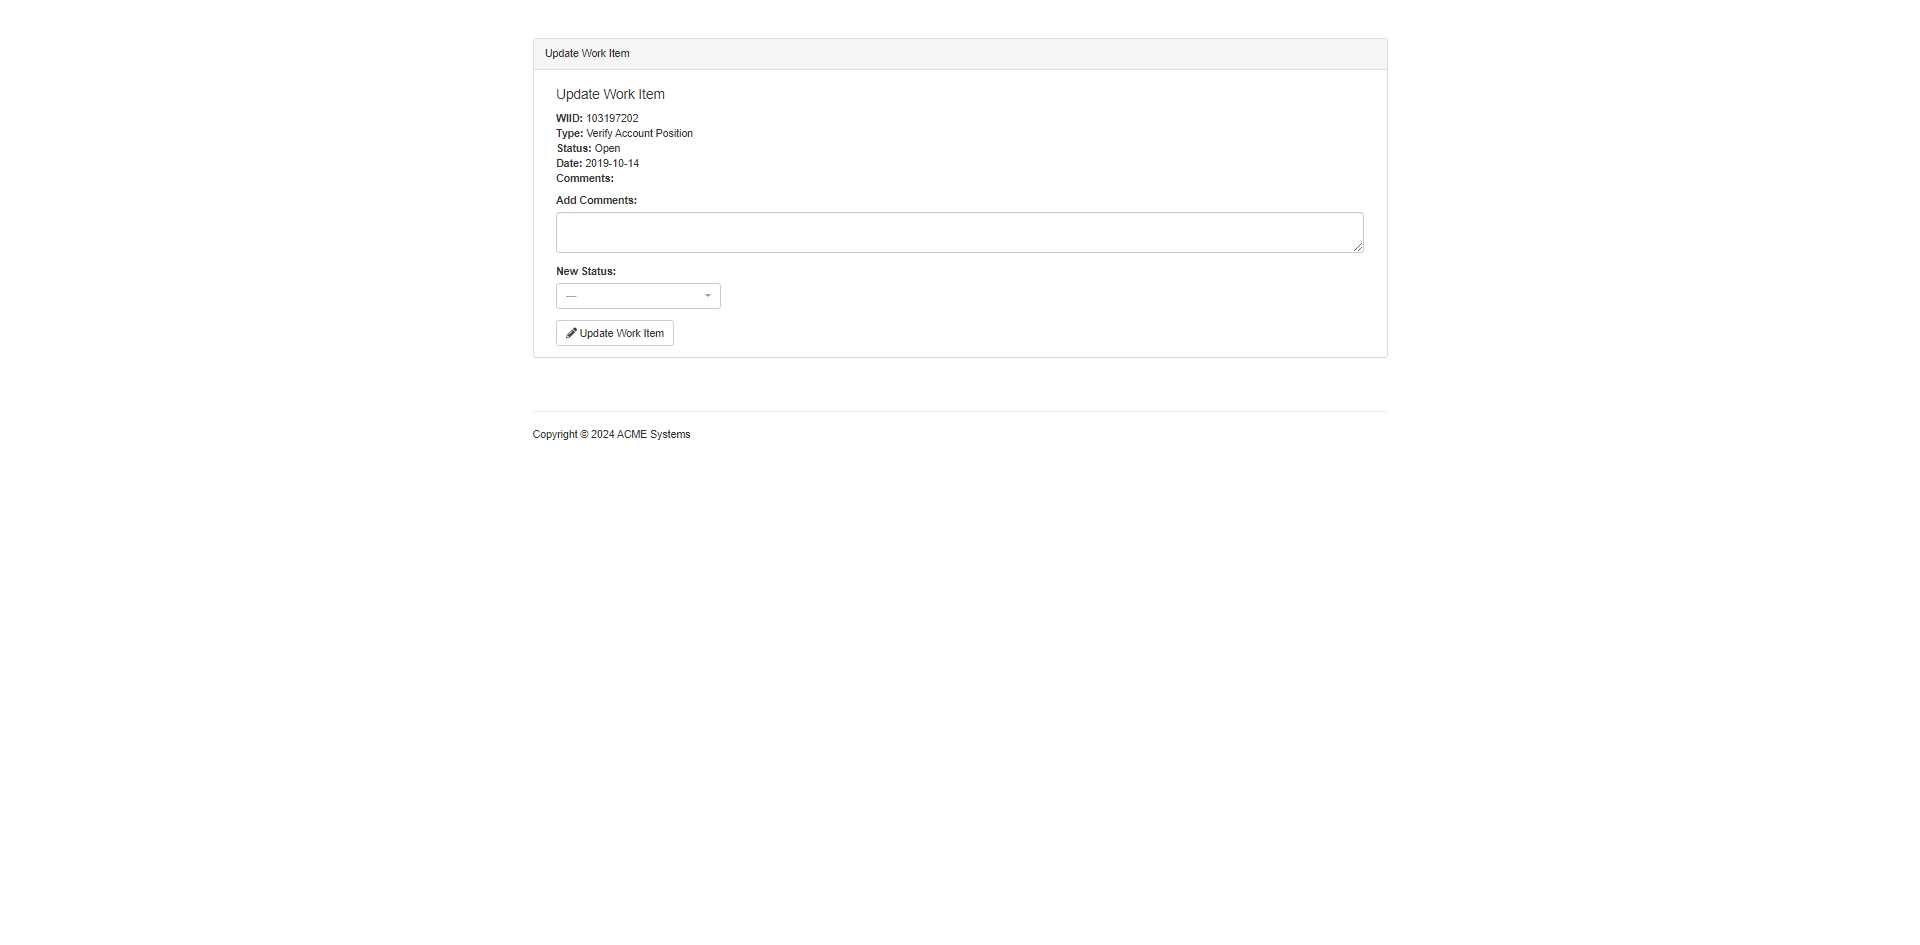 Update Work Item
Update Work Item
WIID: 103197202
Type: Verify Account Position
Status: Open
Date: 2019-10-14
Comments:
Add Comments:
New Status:
---
Update Work Item
Copyright © 2024 ACME Systems